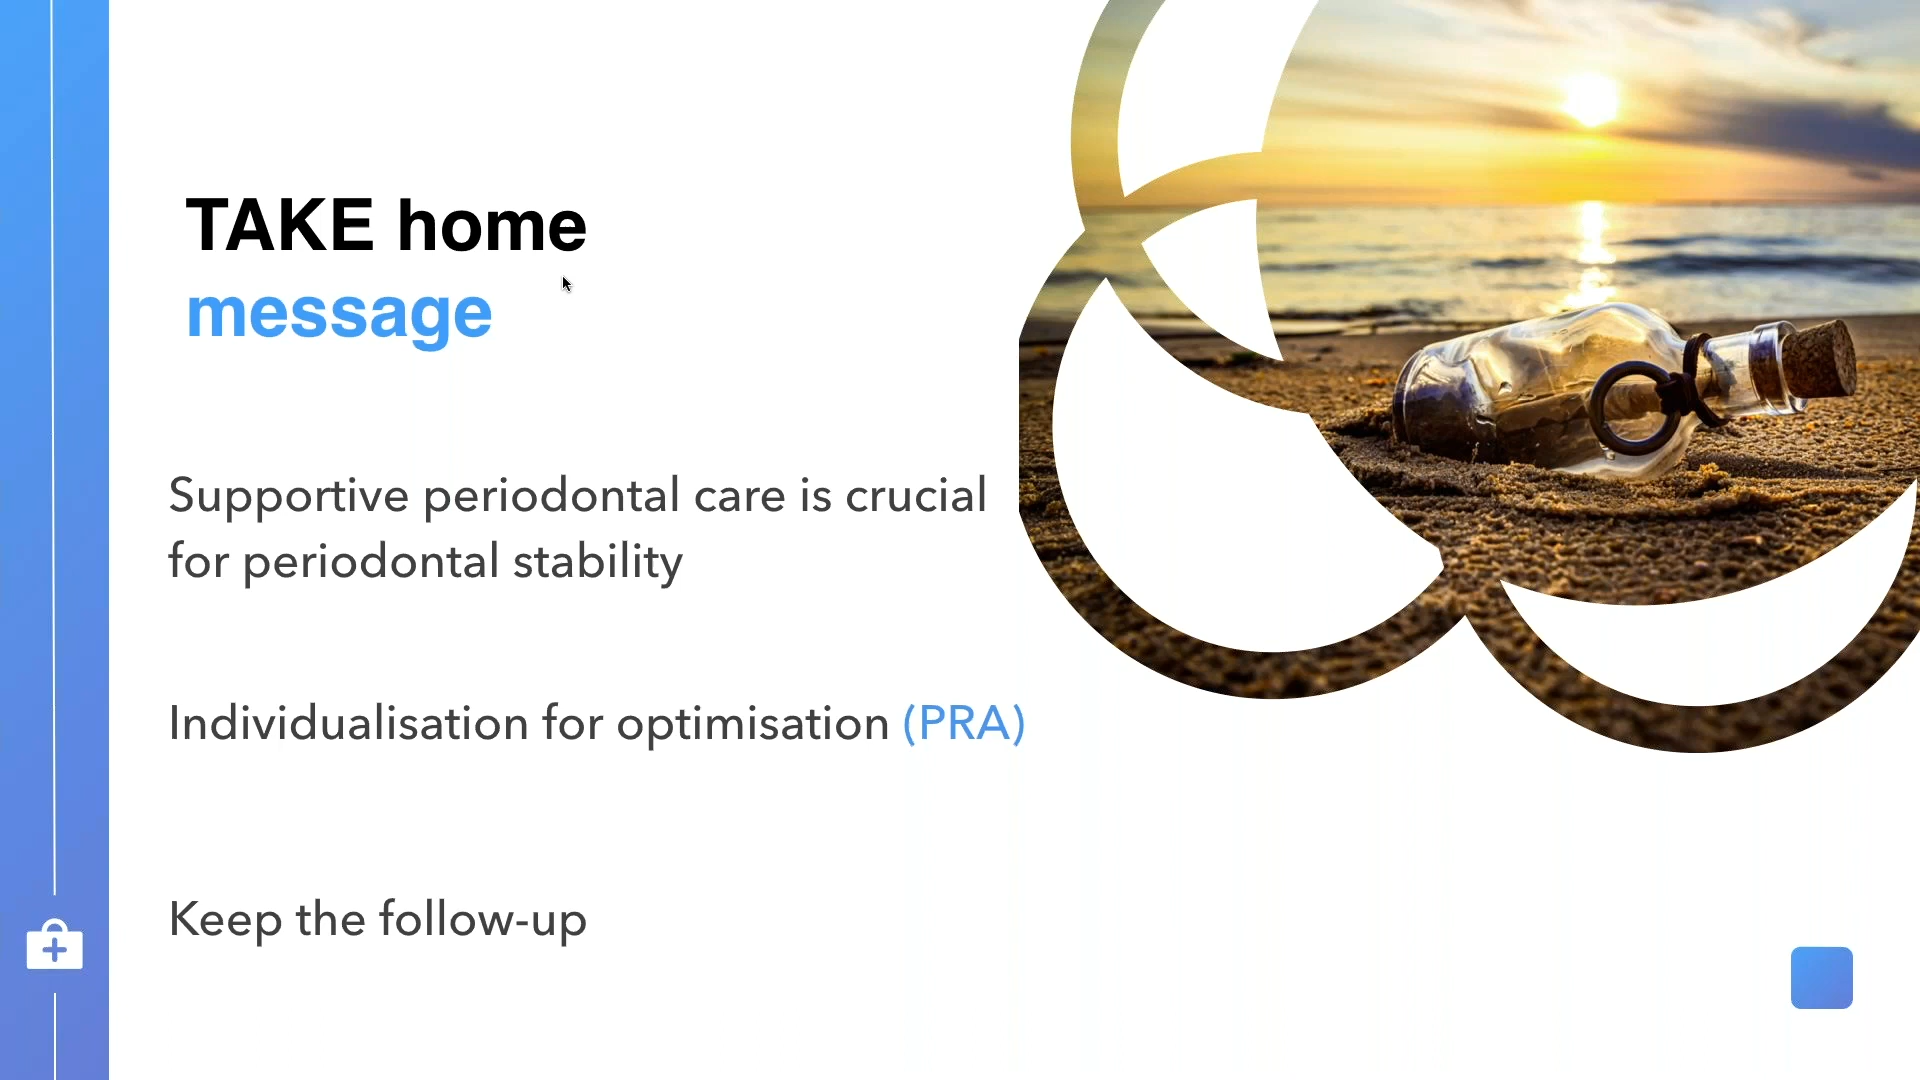 TAKE home
message
Supportive periodontal care is crucial
for periodontal stability
Individualisation for optimisation (PRA)
Keep the follow-up